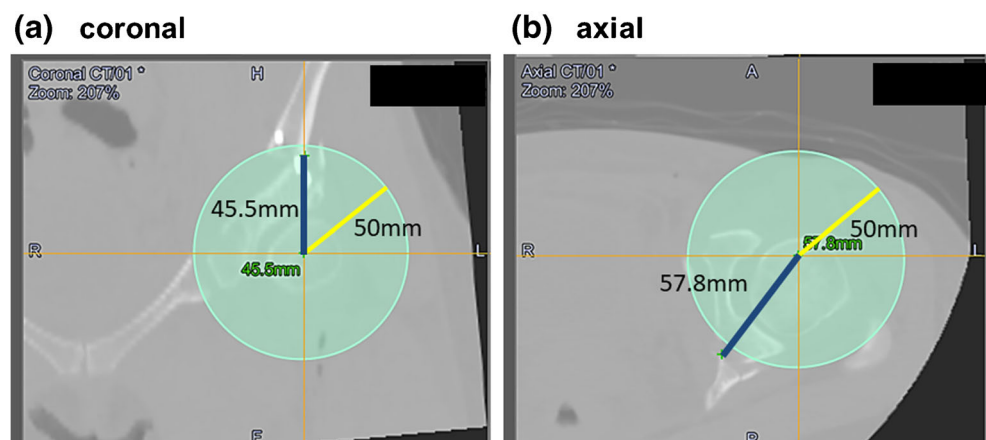 (a) coronal
Coronal CT/01 *
Zoom: 207%
H
R
L
45.5mm
50mm
45.5mm
F
(b) axial
Axial CT/01 *
Zoom: 207%
A
R
L
50mm
57.8mm
57.8mm
P